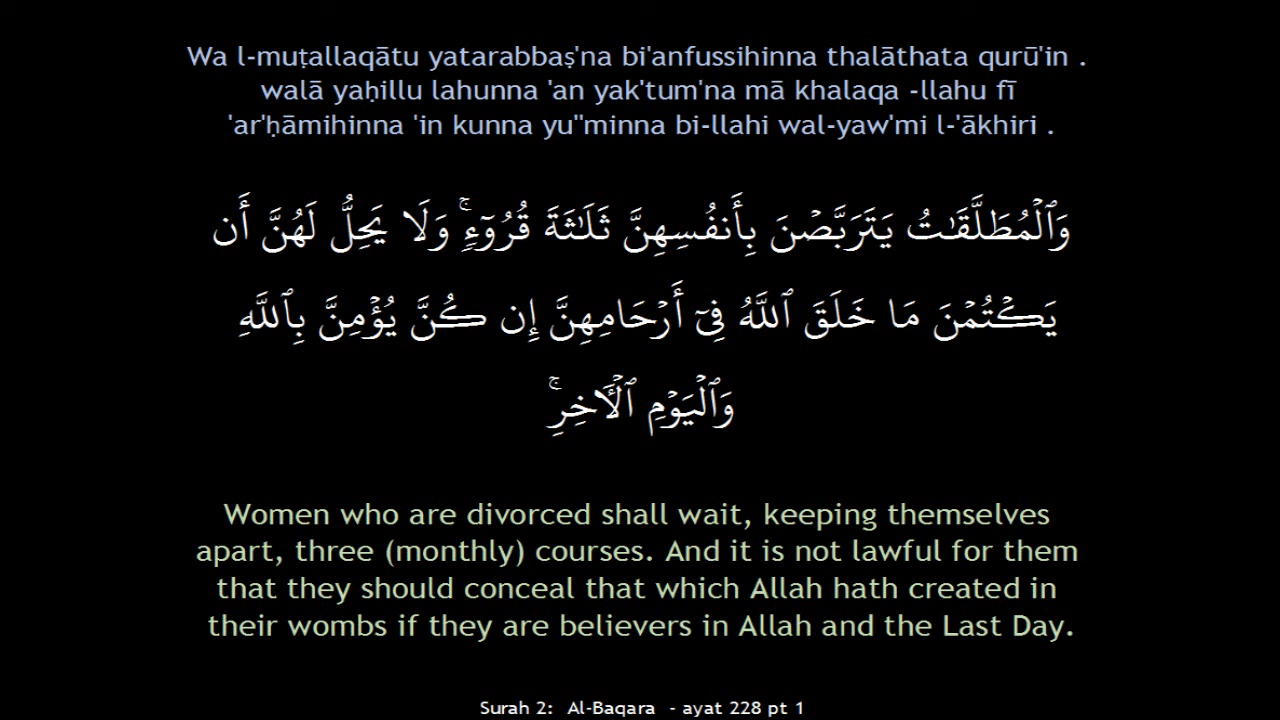 Wa l-muṭallaqātu yatarabbaṣ'na bi'anfussihinna thalāthata qurū'in .
walā yaḥillu lahunna 'an yak'tum'na mā khalaqa -llahu fī
'ar'ḥāmihinna 'in kunna yu"minna bi-llahi wal-yaw'mi l-'ākhiri .
وَٱلۡمُطَلَّقَـٰتُ يَتَرَبَّصۡنَ بِأَنفُسِهِنَّ ثَلَـٰثَةَ قُرُوٓءٍ۬‌ۚ وَلَا يَحِلُّ لَهُنَّ أَن
يَكۡتُمۡنَ مَا خَلَقَ ٱللَّهُ فِىٓ أَرۡحَامِهِنَّ إِن كُنَّ يُؤۡمِنَّ بِٱللَّهِ
وَٱلۡيَوۡمِ ٱلۡأَخِرِ‌ۚ
Women who are divorced shall wait, keeping themselves
apart, three (monthly) courses. And it is not lawful for them
that they should conceal that which Allah hath created in
their wombs if they are believers in Allah and the Last Day.
Surah 2: Al-Baqara - ayat 228 pt 1